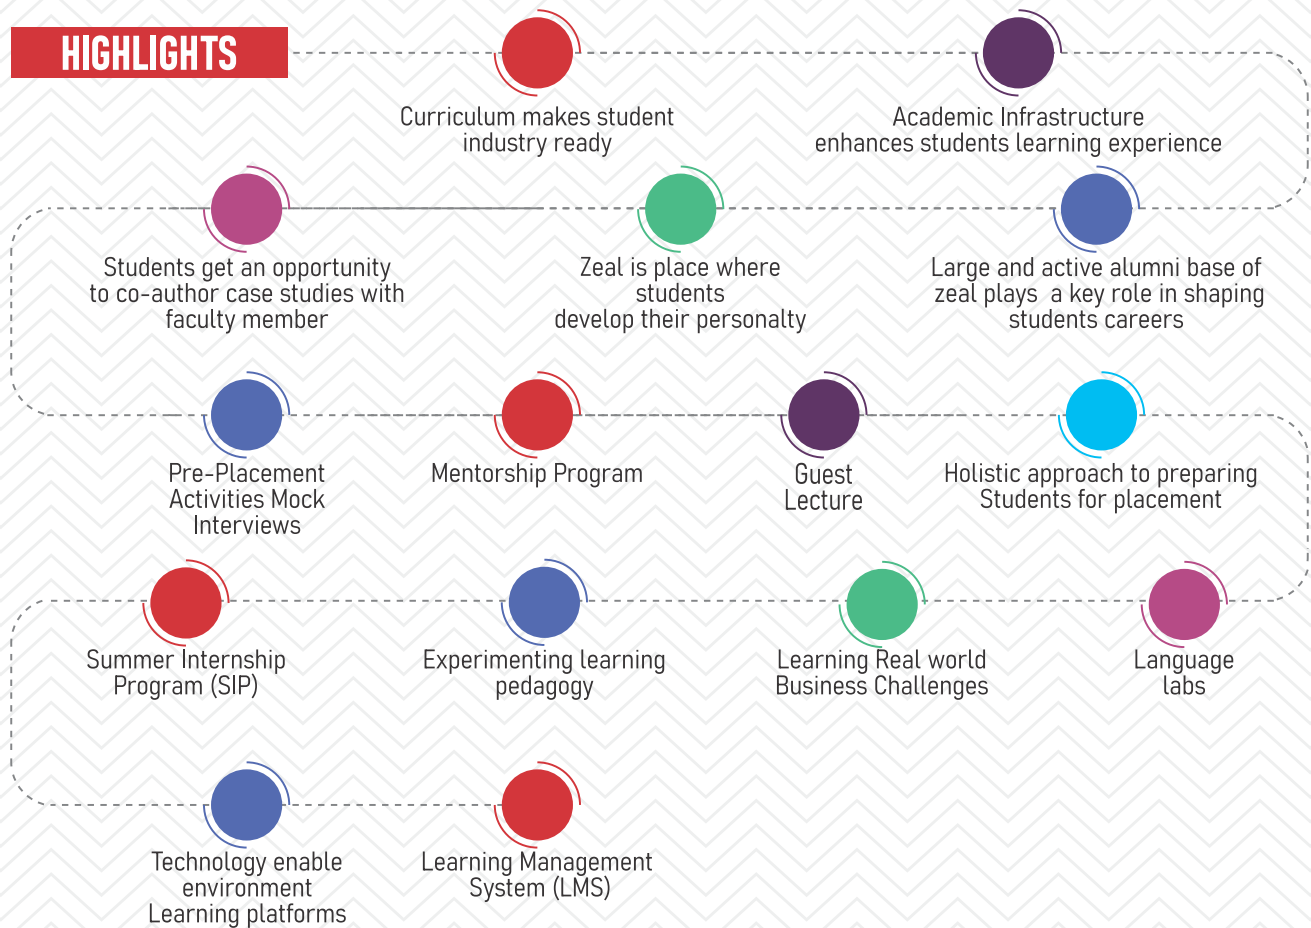 HIGHLIGHTS
Curriculum makes student
industry ready
Academic Infrastructure
enhances students learning experience
Students get an opportunity
to co-author case studies with
faculty member
Zeal is place where
students
develop their personalty
Large and active alumni base of
zeal plays a key role in shaping
students careers
Pre-Placement
Activities Mock
Interviews
Mentorship Program
Guest
Lecture
Holistic approach to preparing
Students for placement
Summer Internship
Program (SIP)
Experimenting learning
pedagogy
Learning Real world
Business Challenges
Language
labs
Technology enable
environment
Learning platforms
Learning Management
System (LMS)